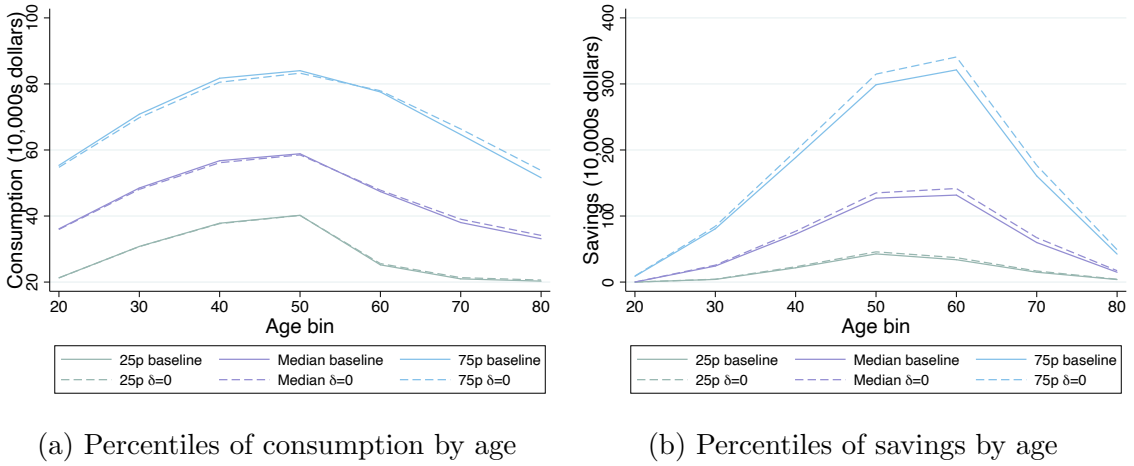 Consumption (10,000s dollars)
100
80
60
40
20
20 30 40 50 60 70 80
Age bin
25p baseline Median baseline 75p baseline
25p δ=0 Median δ=0 75p δ=0
(a) Percentiles of consumption by age
Savings (10,000s dollars)
400
300
200
100
0
20 30 40 50 60 70 80
Age bin
25p baseline Median baseline 75p baseline
25p δ=0 Median δ=0 75p δ=0
(b) Percentiles of savings by age